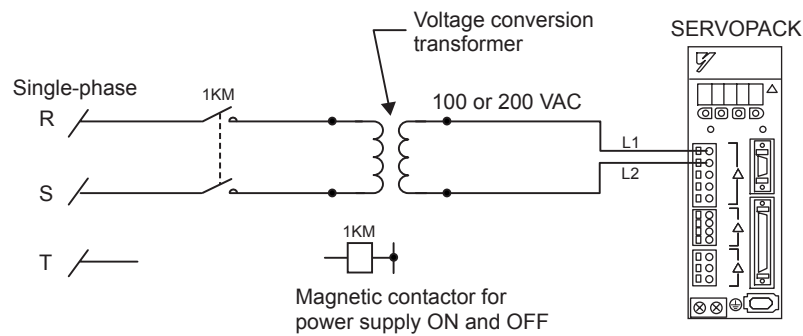 Voltage conversion
transformer
SERVOPACK
Single-phase
1KM
100 or 200 VAC
R
L1
S
L2
T
1KM
Magnetic contactor for
power supply ON and OFF